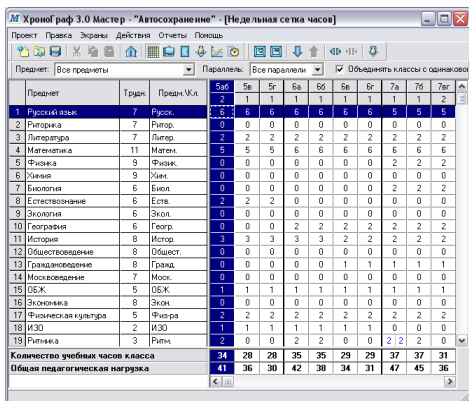 ХроноГраф 3.0 Мастер - "Автосохранение" - [Недельная сетка часов]
Проект Правка Экраны Действия Отчеты Помощь
Предмет: Все предметы Параллель: Все параллели Объединять классы с одинаково
Предмет Трудн. Предм.\Кл. 5аб 5в 5г 6а 6б 6в 6г 7а 7б 7вг
2 1 1 1 1 1 1 1 1 2
1 Русский язык 7 Русск. 6 6 6 6 6 6 6 5 5 5
2 Риторика 7 Ритор. 0 0 0 0 0 0 0 0 0 0
3 Литература 7 Литер. 2 2 2 2 2 2 2 2 2 2
4 Математика 11 Матем. 5 5 5 6 6 6 6 6 6 6
5 Физика 9 Физик. 0 0 0 0 0 0 0 2 2 2
6 Химия 9 Хим. 0 0 0 0 0 0 0 0 0 0
7 Биология 6 Биол. 0 0 0 0 0 0 0 2 2 2
8 Естествознание 6 Еств. 2 2 2 0 0 0 0 0 0 0
9 Экология 6 Экол. 0 0 0 0 0 0 0 0 0 0
10 География 6 Геогр. 0 0 0 2 2 2 2 2 2 2
11 История 8 Истор. 3 3 3 3 3 2 2 2 2 2
12 Обществоведение 8 Общест. 0 0 0 0 0 0 0 0 0 0
13 Граждановедение 8 Гражд. 0 0 0 0 0 1 1 1 1 1
14 Москвоведение 7 Моск. 0 0 0 0 0 0 0 0 0 0
15 ОБЖ 5 ОБЖ 1 1 1 1 1 1 1 1 1 1
16 Экономика 8 Экон. 0 0 0 0 0 0 0 0 0 0
17 Физическая культура 5 Физ-ра 2 2 2 2 2 2 2 2 2 2
18 ИЗО 2 ИЗО 1 1 1 1 1 1 1 0 0 0
19 Ритмика 3 Ритм. 2 0 0 2 2 0 0 2 2 2 0
Количество учебных часов класса 34 28 28 35 35 29 29 37 37 31
Общая педагогическая нагрузка 41 36 30 42 38 34 31 47 45 36